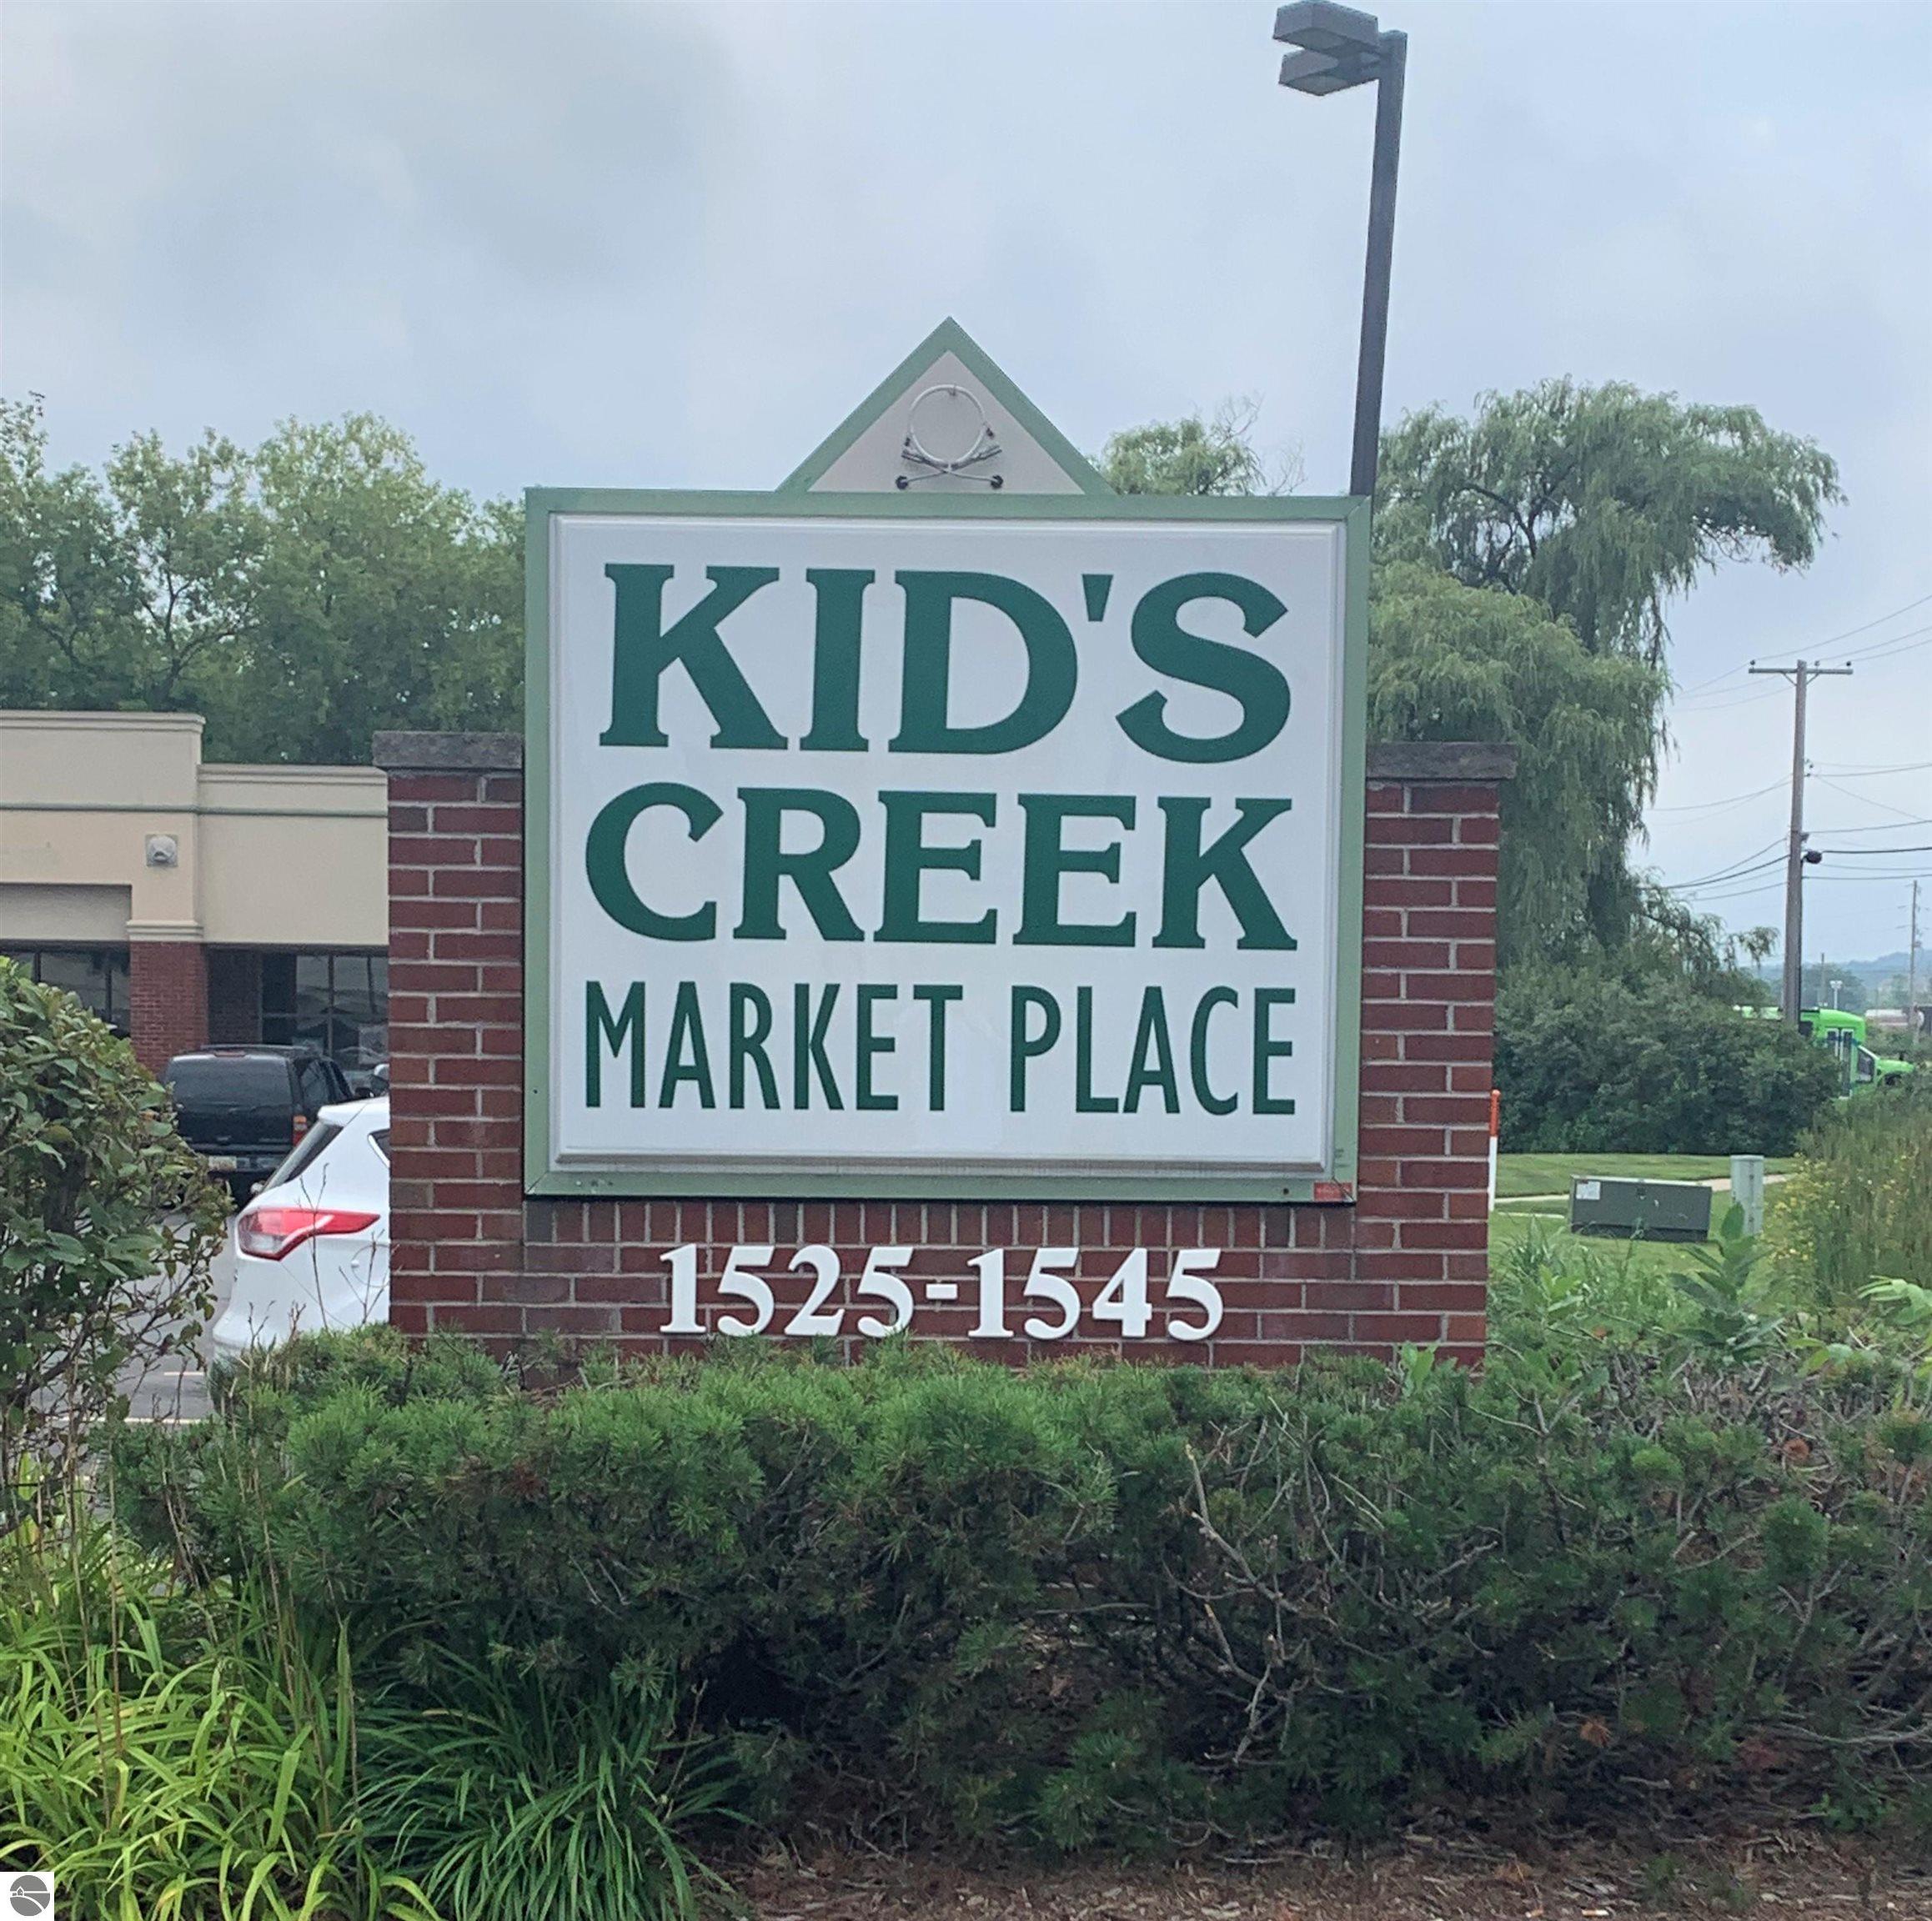 KID'S
CREEK
MARKET PLACE
1525-1545